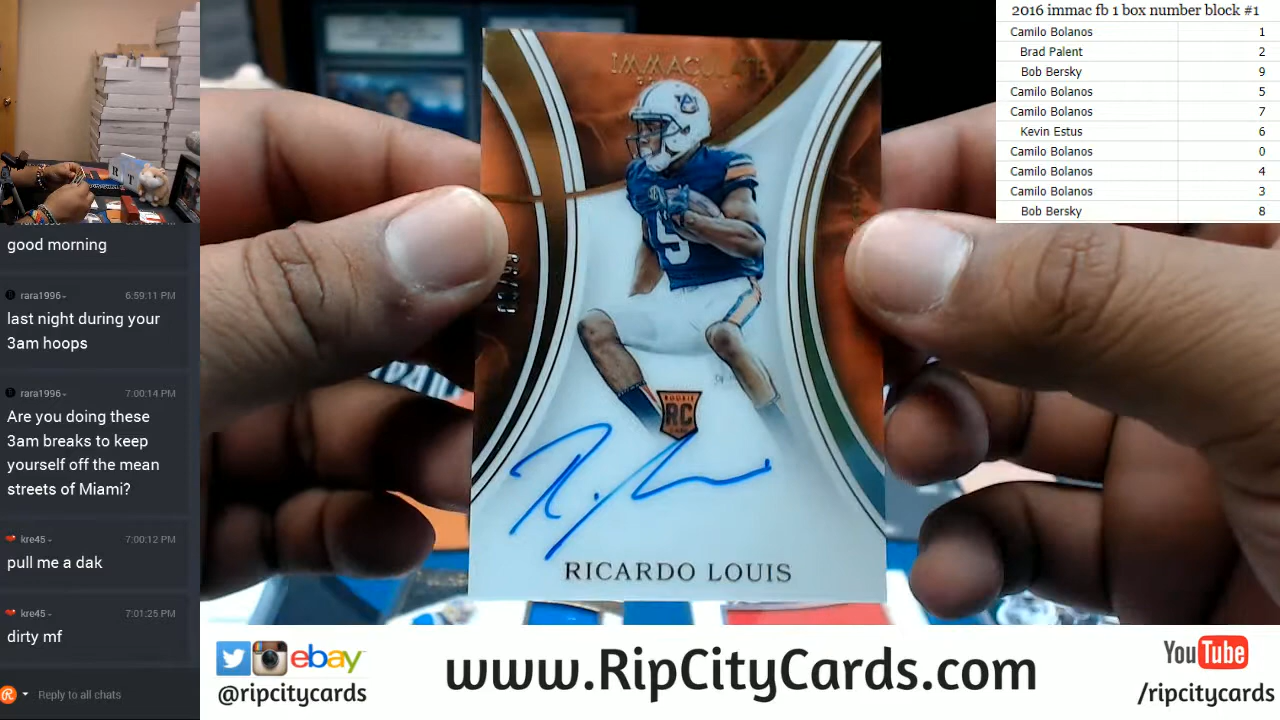 good morning
rara1996
6:59:11 PM
last night during your
3am hoops
rara1996
7:00:14 PM
Are you doing these
3am breaks to keep
yourself off the mean
streets of Miami?
kre45
7:00:12 PM
pull me a dak
kre45
7:01:25 PM
dirty mf
Reply to all chats
IMMACULATE
5
ROOKIE
RC
RICARDO LOUIS
2016 immac fb 1 box number block #1
Camilo Bolanos 1
Brad Palent 2
Bob Bersky 9
Camilo Bolanos 5
Camilo Bolanos 7
Kevin Estus 6
Camilo Bolanos 0
Camilo Bolanos 4
Camilo Bolanos 3
Bob Bersky 8
ebay
@ripcitycards
www.RipCityCards.com
YouTube
/ripcitycards